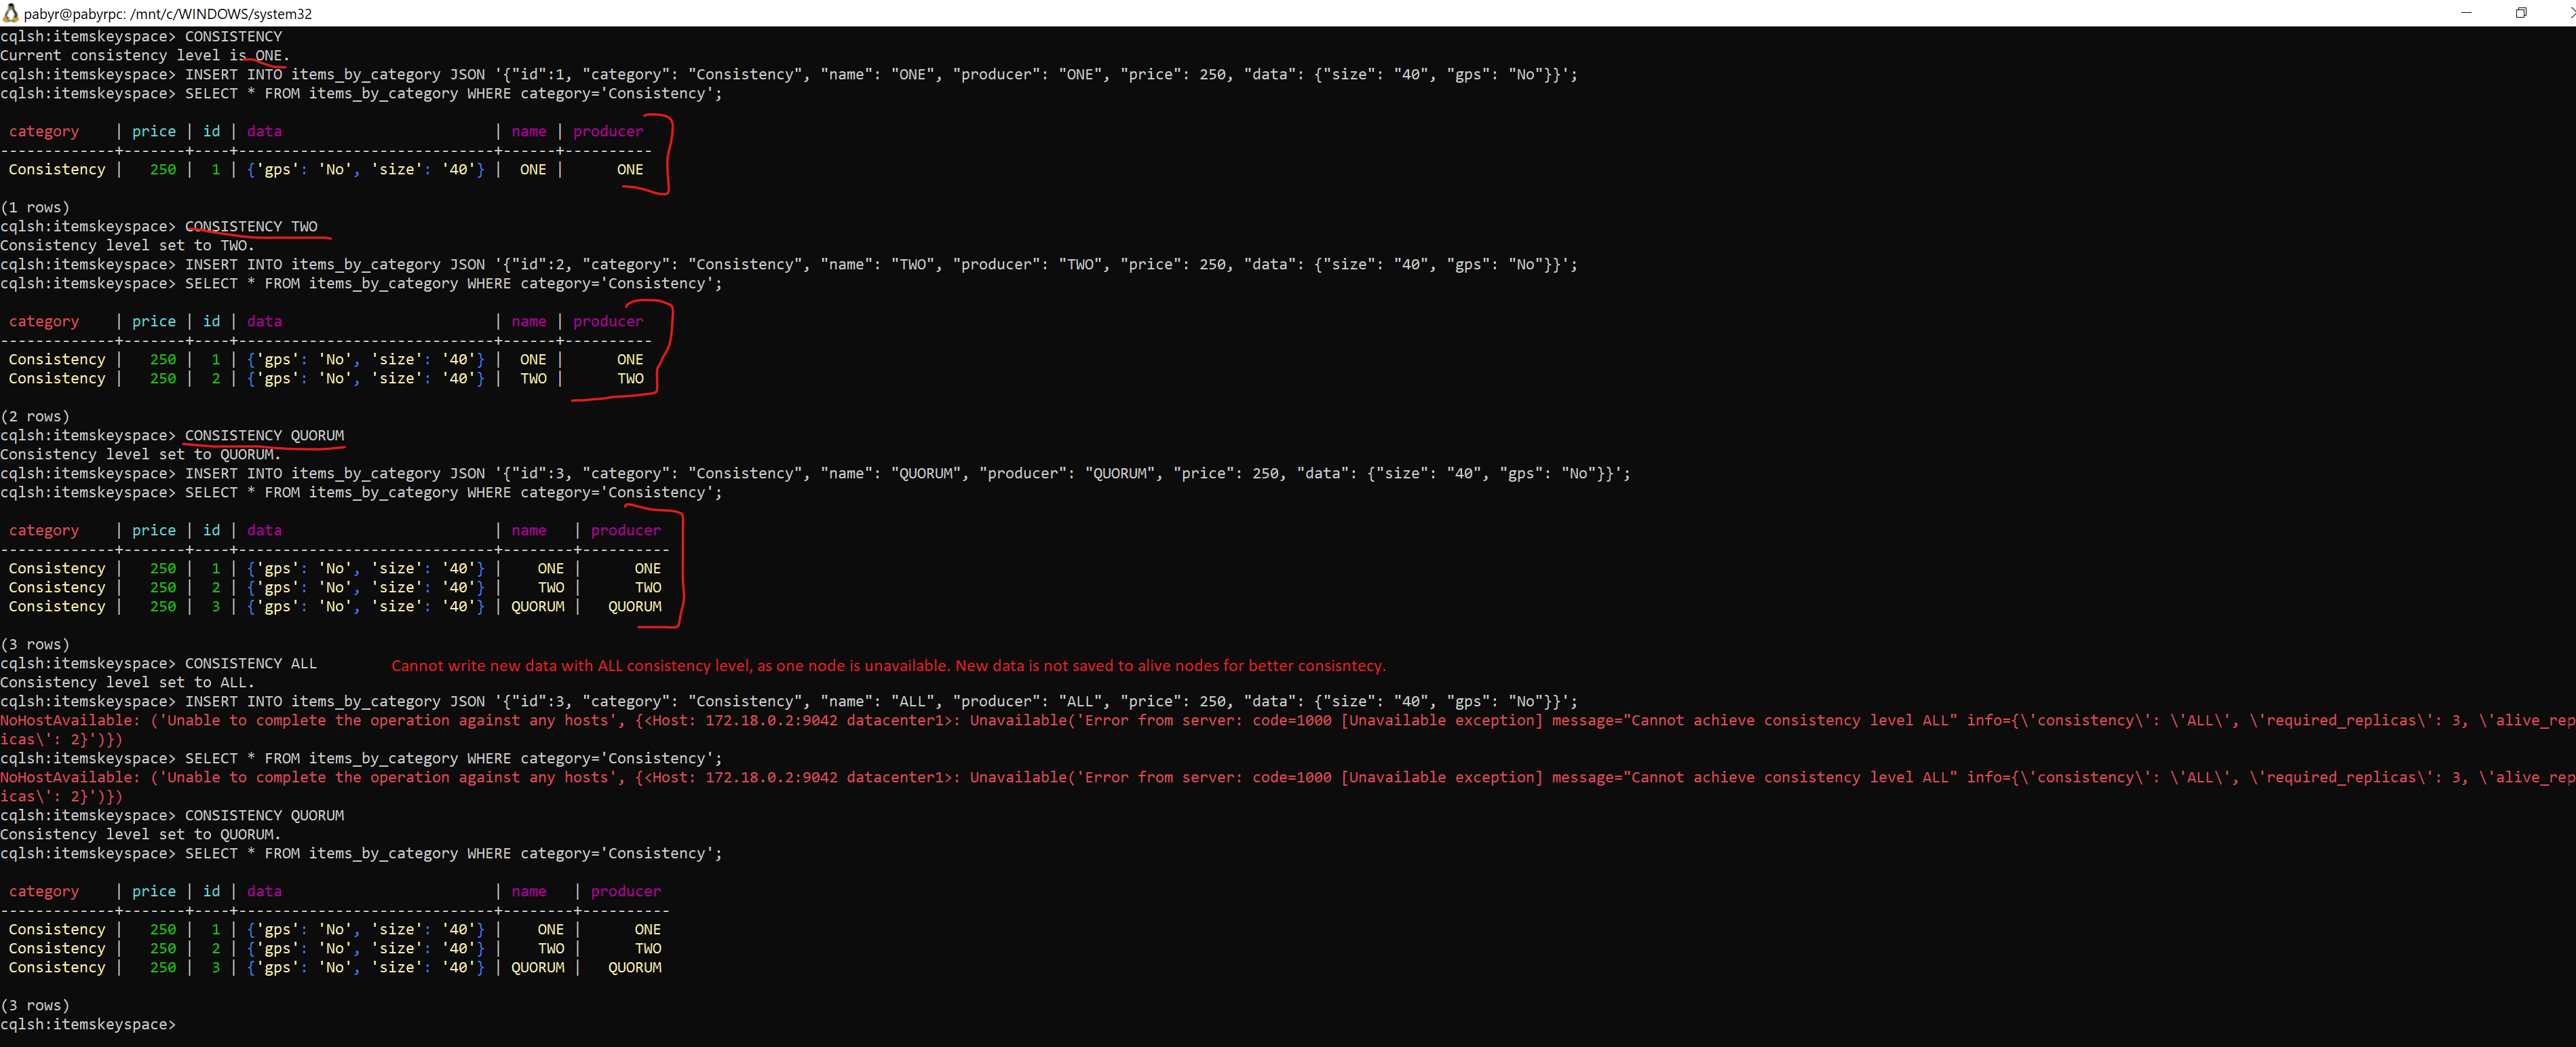 pabyr@pabyrpc: /mnt/c/WINDOWS/system32
cqlsh:itemskeyspace> CONSISTENCY
Current consistency level is ONE.
cqlsh:itemskeyspace> INSERT INTO items_by_category JSON '{"id":1, "category": "Consistency", "name": "ONE", "producer": "ONE", "price": 250, "data": {"size": "40", "gps": "No"}}';
cqlsh:itemskeyspace> SELECT * FROM items_by_category WHERE category='Consistency';
 category    | price | id | data                        | name | producer
-------------+-------+----+-----------------------------+------+----------
 Consistency |   250 |  1 | {'gps': 'No', 'size': '40'} |  ONE |      ONE
(1 rows)
cqlsh:itemskeyspace> CONSISTENCY TWO
Consistency level set to TWO.
cqlsh:itemskeyspace> INSERT INTO items_by_category JSON '{"id":2, "category": "Consistency", "name": "TWO", "producer": "TWO", "price": 250, "data": {"size": "40", "gps": "No"}}';
cqlsh:itemskeyspace> SELECT * FROM items_by_category WHERE category='Consistency';
 category    | price | id | data                        | name | producer
-------------+-------+----+-----------------------------+------+----------
 Consistency |   250 |  1 | {'gps': 'No', 'size': '40'} |  ONE |      ONE
 Consistency |   250 |  2 | {'gps': 'No', 'size': '40'} |  TWO |      TWO
(2 rows)
cqlsh:itemskeyspace> CONSISTENCY QUORUM
Consistency level set to QUORUM.
cqlsh:itemskeyspace> INSERT INTO items_by_category JSON '{"id":3, "category": "Consistency", "name": "QUORUM", "producer": "QUORUM", "price": 250, "data": {"size": "40", "gps": "No"}}';
cqlsh:itemskeyspace> SELECT * FROM items_by_category WHERE category='Consistency';
 category    | price | id | data                        | name   | producer
-------------+-------+----+-----------------------------+--------+----------
 Consistency |   250 |  1 | {'gps': 'No', 'size': '40'} |    ONE |      ONE
 Consistency |   250 |  2 | {'gps': 'No', 'size': '40'} |    TWO |      TWO
 Consistency |   250 |  3 | {'gps': 'No', 'size': '40'} | QUORUM |   QUORUM
(3 rows)
cqlsh:itemskeyspace> CONSISTENCY ALL
Cannot write new data with ALL consistency level, as one node is unavailable. New data is not saved to alive nodes for better consisntecy.
Consistency level set to ALL.
cqlsh:itemskeyspace> INSERT INTO items_by_category JSON '{"id":3, "category": "Consistency", "name": "ALL", "producer": "ALL", "price": 250, "data": {"size": "40", "gps": "No"}}';
NoHostAvailable: ('Unable to complete the operation against any hosts', {<Host: 172.18.0.2:9042 datacenter1>: Unavailable('Error from server: code=1000 [Unavailable exception] message="Cannot achieve consistency level ALL" info={\'consistency\': \'ALL\', \'required_replicas\': 3, \'alive_rep
icas\': 2}')})
cqlsh:itemskeyspace> SELECT * FROM items_by_category WHERE category='Consistency';
NoHostAvailable: ('Unable to complete the operation against any hosts', {<Host: 172.18.0.2:9042 datacenter1>: Unavailable('Error from server: code=1000 [Unavailable exception] message="Cannot achieve consistency level ALL" info={\'consistency\': \'ALL\', \'required_replicas\': 3, \'alive_rep
icas\': 2}')})
cqlsh:itemskeyspace> CONSISTENCY QUORUM
Consistency level set to QUORUM.
cqlsh:itemskeyspace> SELECT * FROM items_by_category WHERE category='Consistency';
 category    | price | id | data                        | name   | producer
-------------+-------+----+-----------------------------+--------+----------
 Consistency |   250 |  1 | {'gps': 'No', 'size': '40'} |    ONE |      ONE
 Consistency |   250 |  2 | {'gps': 'No', 'size': '40'} |    TWO |      TWO
 Consistency |   250 |  3 | {'gps': 'No', 'size': '40'} | QUORUM |   QUORUM
(3 rows)
cqlsh:itemskeyspace>